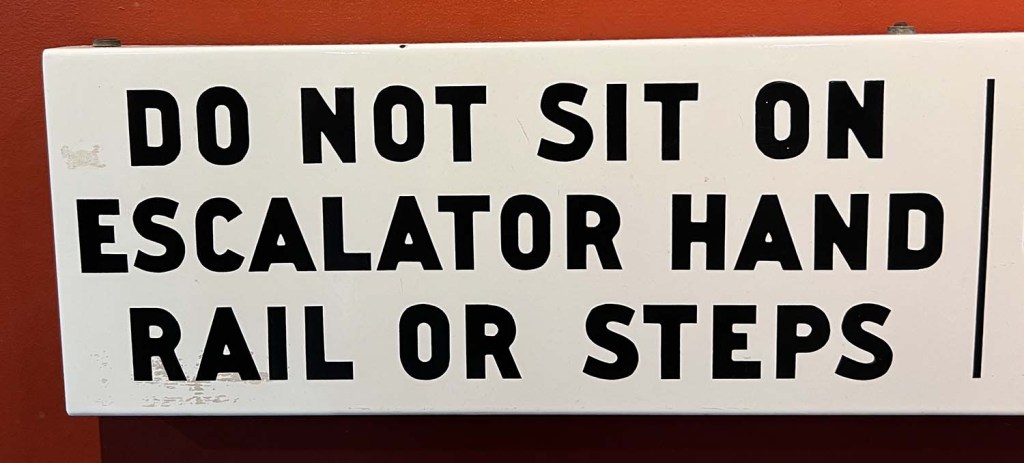 DO NOT SIT ON
ESCALATOR HAND
RAIL OR STEPS